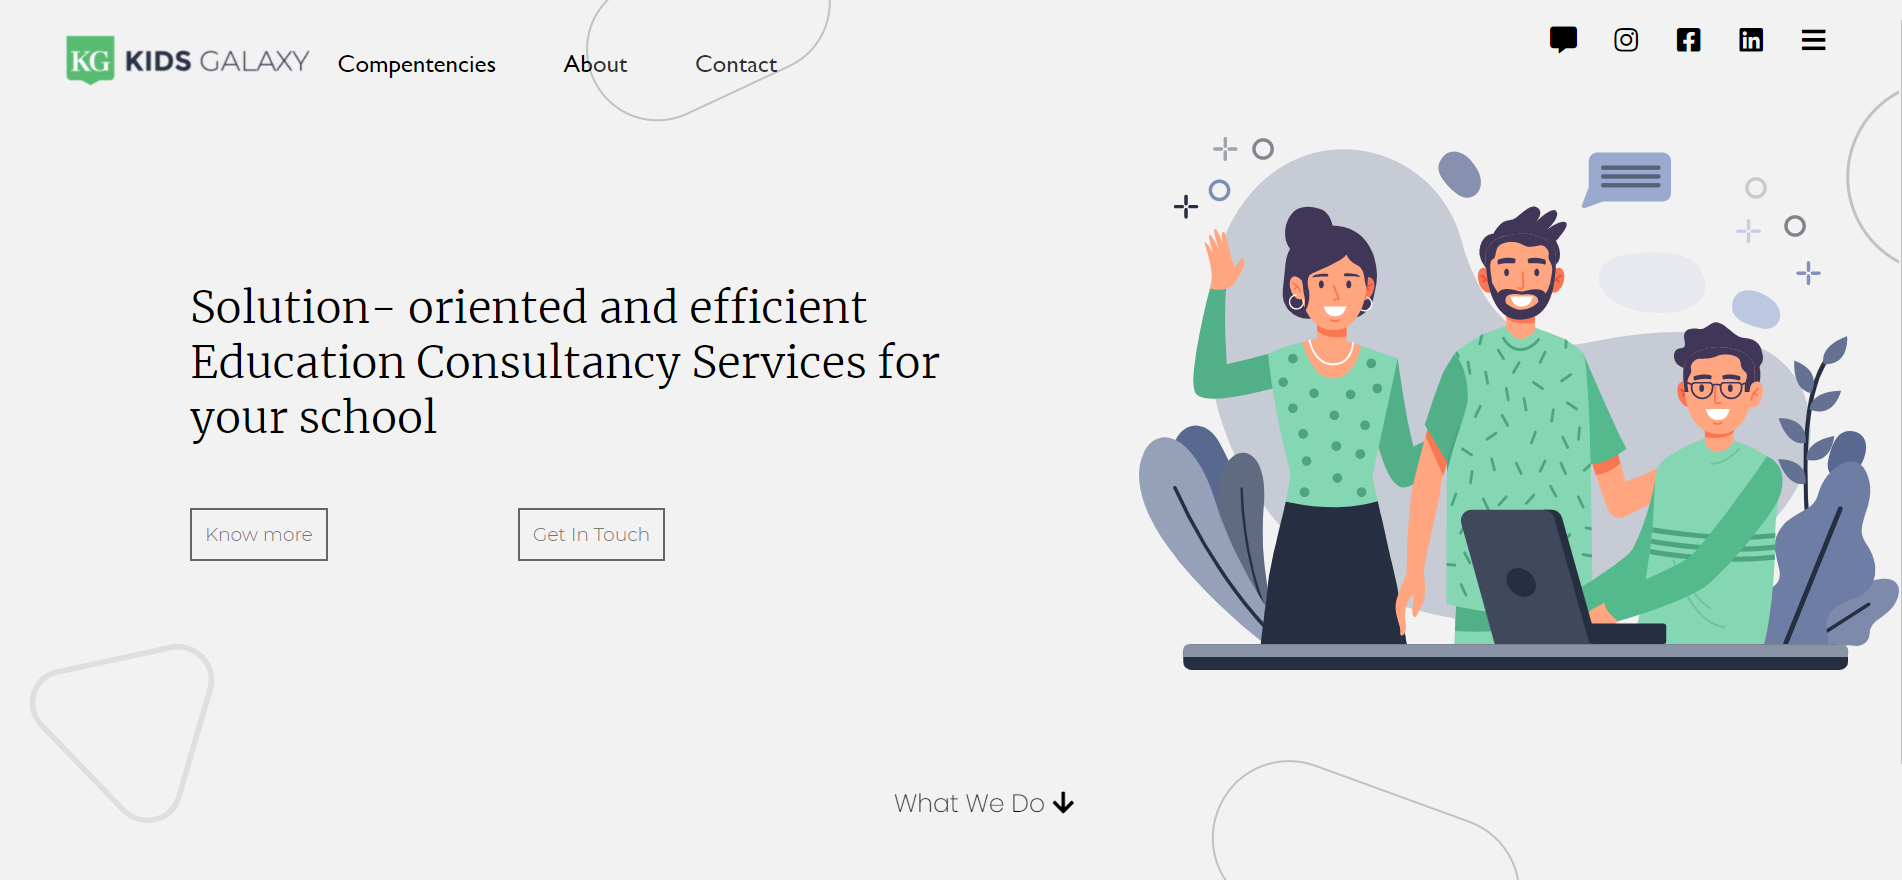 KG KIDS GALAXY
Compentencies
About
Contact
Solution- oriented and efficient
Education Consultancy Services for
your school
Know more
Get In Touch
What We Do